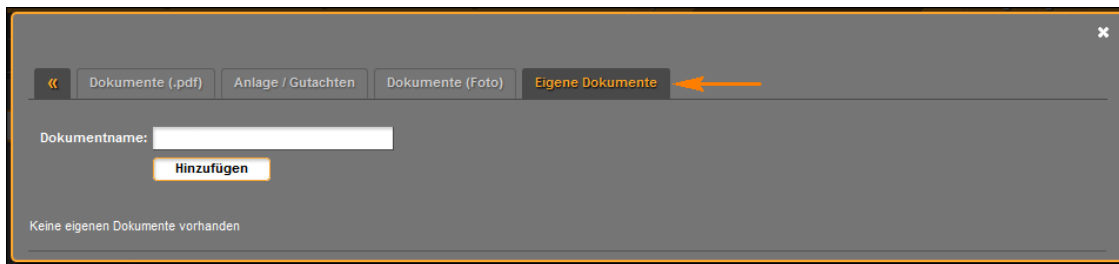 « Dokumente (.pdf) Anlage / Gutachten Dokumente (Foto) Eigene Dokumente
Dokumentname:
Hinzufügen
Keine eigenen Dokumente vorhanden